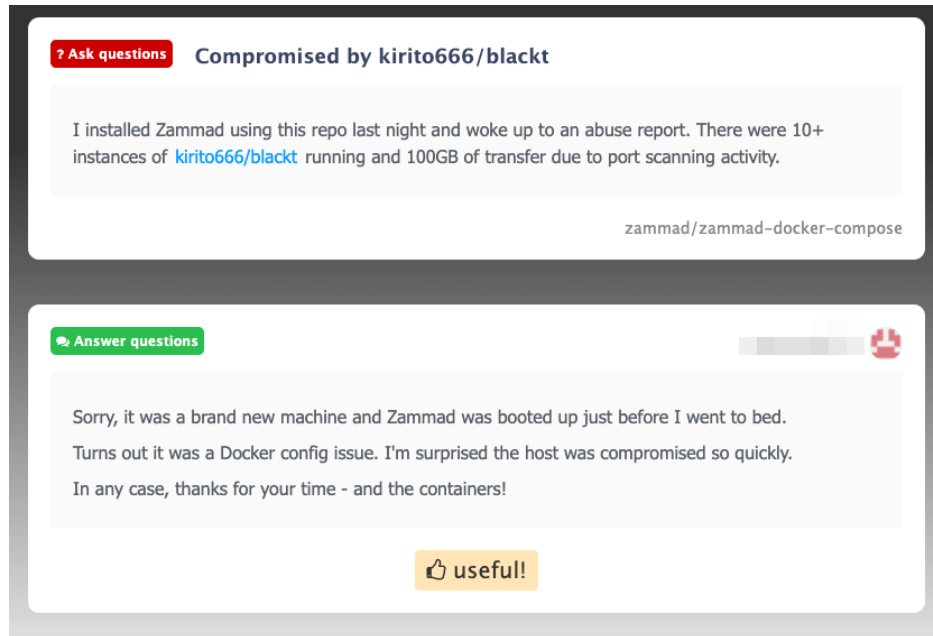 ? Ask questions Compromised by kirito666/blackt
I installed Zammad using this repo last night and woke up to an abuse report. There were 10+
instances of kirito666/blackt running and 100GB of transfer due to port scanning activity.
zammad/zammad-docker-compose
Answer questions
Sorry, it was a brand new machine and Zammad was booted up just before I went to bed.
Turns out it was a Docker config issue. I'm surprised the host was compromised so quickly.
In any case, thanks for your time - and the containers!
useful!